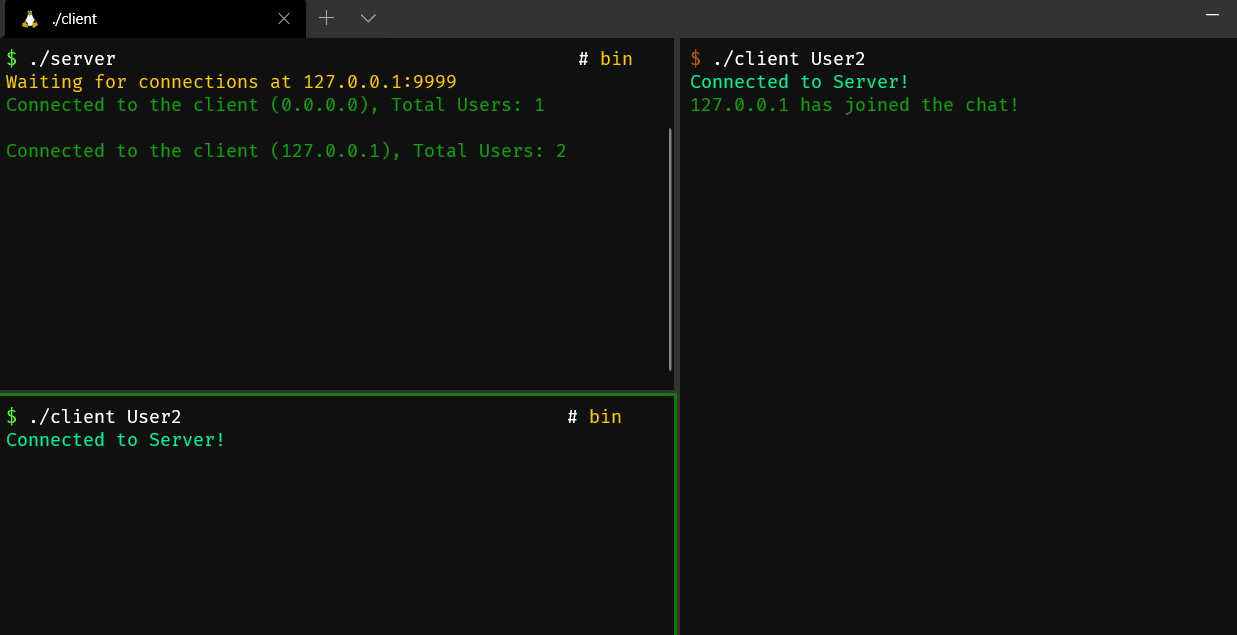 ./client
$ ./server # bin
Waiting for connections at 127.0.0.1:9999
Connected to the client (0.0.0.0), Total Users: 1
Connected to the client (127.0.0.1), Total Users: 2
$ ./client User2 # bin
Connected to Server!
$ ./client User2
Connected to Server!
127.0.0.1 has joined the chat!